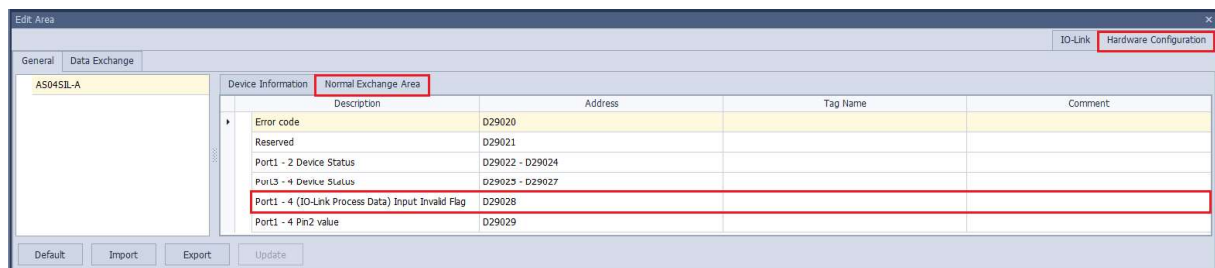 Edit Area
IO-Link Hardware Configuration
General Data Exchange
AS04SIL-A
Device Information Normal Exchange Area
Description Address Tag Name Comment
Error code D29020
Reserved D29021
Port1 - 2 Device Status D29022 - D29024
Port3 - 4 Device Status D29025 - D29027
Port1 - 4 (IO-Link Process Data) Input Invalid Flag D29028
Port1 - 4 Pin2 value D29029
Default Import Export Update